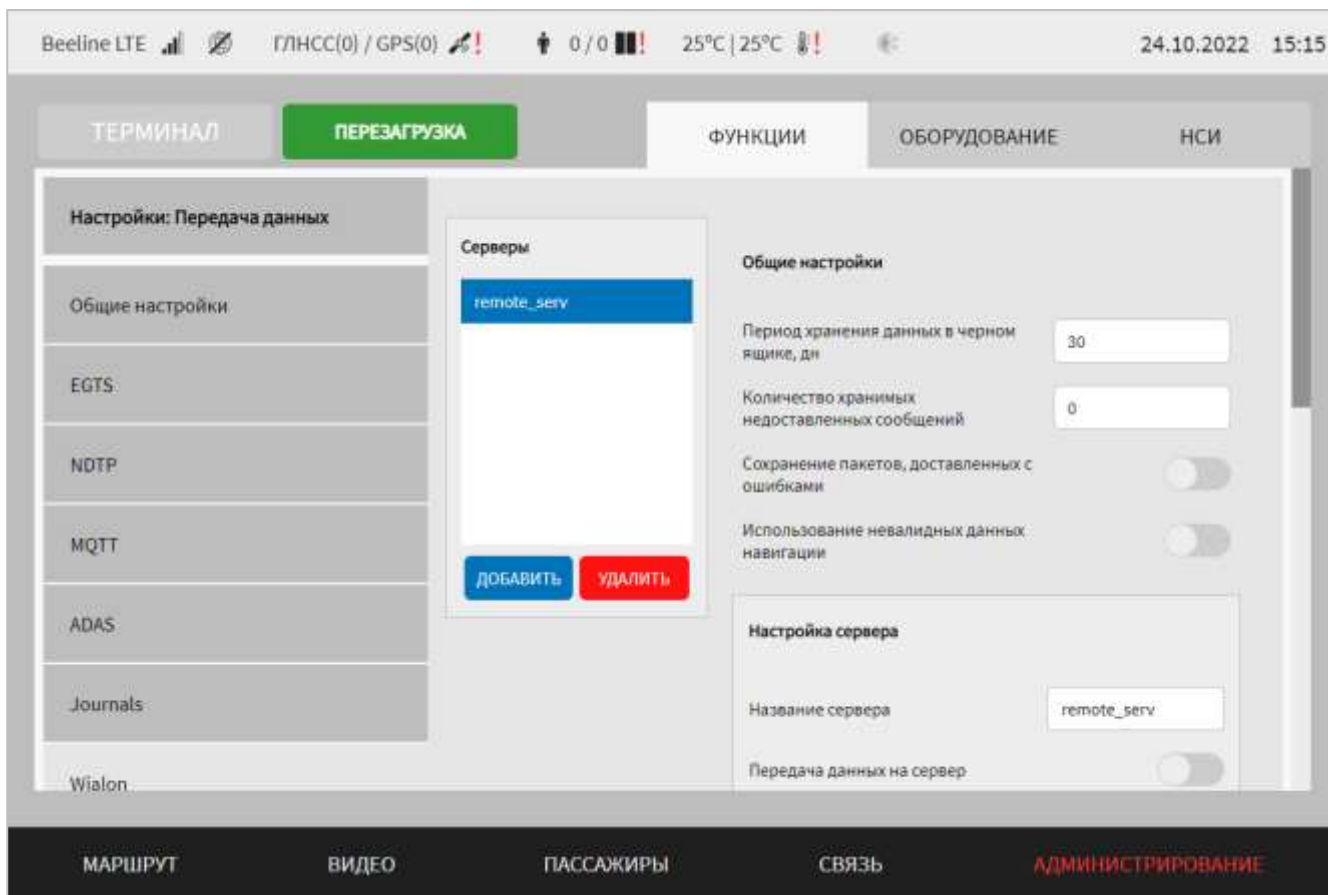 Beeline LTE ГЛНСС(0) / GPS(0) ! 0 / 0 ! 25°C | 25°C ! 24.10.2022 15:15
ТЕРМИНАЛ ПЕРЕЗАГРУЗКА ФУНКЦИИ ОБОРУДОВАНИЕ НСИ
Настройки: Передача данных
Общие настройки
EGTS
NDTP
MQTT
ADAS
Journals
Wialon
Серверы
remote_serv
ДОБАВИТЬ УДАЛИТЬ
Общие настройки
Период хранения данных в черном
ящике, дн
30
Количество хранимых
недоставленных сообщений
0
Сохранение пакетов, доставленных с
ошибками
Использование невалидных данных
навигации
Настройка сервера
Название сервера remote_serv
Передача данных на сервер
МАРШРУТ ВИДЕО ПАССАЖИРЫ СВЯЗЬ АДМИНИСТРИРОВАНИЕ